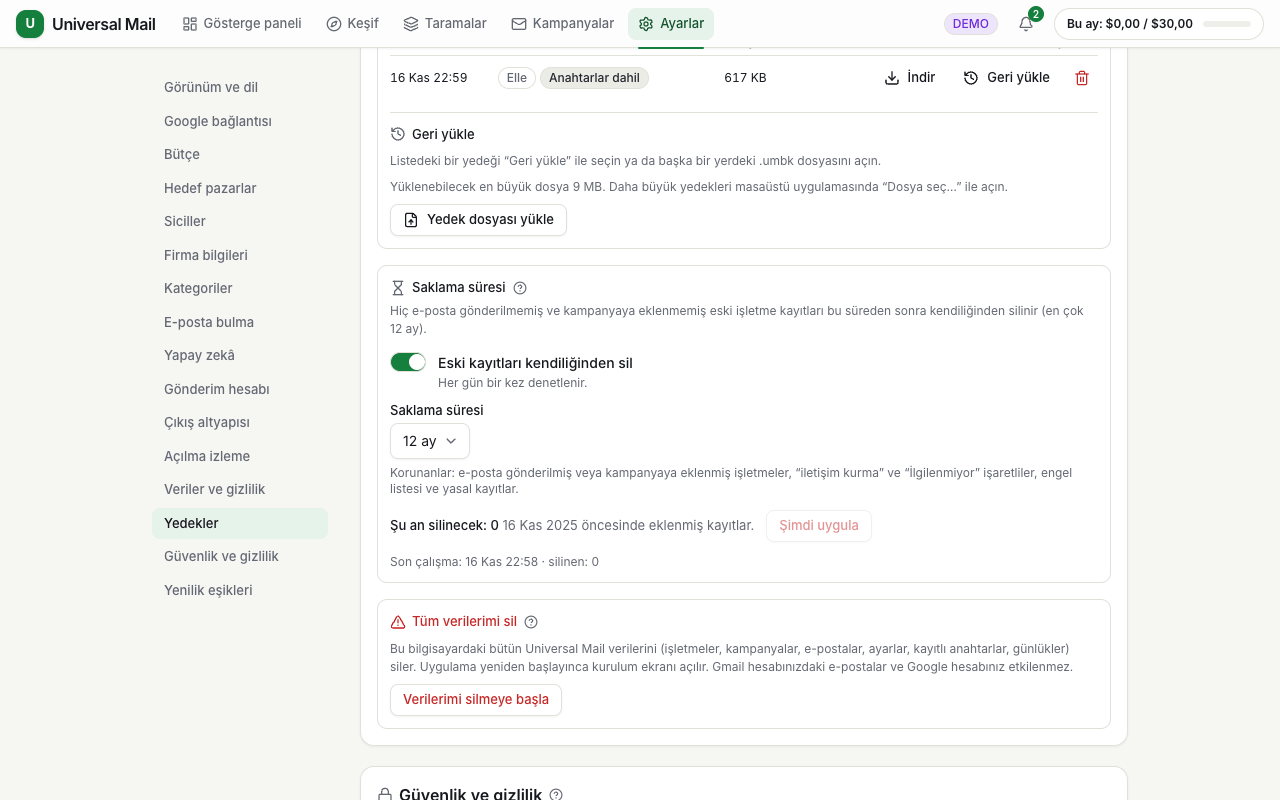 U Universal Mail Gösterge paneli Keşif Taramalar Kampanyalar Ayarlar DEMO 2 Bu ay: $0,00 / $30,00
Görünüm ve dil
Google bağlantısı
Bütçe
Hedef pazarlar
Siciller
Firma bilgileri
Kategoriler
E-posta bulma
Yapay zekâ
Gönderim hesabı
Çıkış altyapısı
Açılma izleme
Veriler ve gizlilik
Yedekler
Güvenlik ve gizlilik
Yenilik eşikleri
16 Kas 22:59 Elle Anahtarlar dahil 617 KB İndir Geri yükle
Geri yükle
Listedeki bir yedeği “Geri yükle” ile seçin ya da başka bir yerdeki .umbk dosyasını açın.
Yüklenebilecek en büyük dosya 9 MB. Daha büyük yedekleri masaüstü uygulamasında “Dosya seç…” ile açın.
Yedek dosyası yükle
Saklama süresi
Hiç e-posta gönderilmemiş ve kampanyaya eklenmemiş eski işletme kayıtları bu süreden sonra kendiliğinden silinir (en çok
12 ay).
Eski kayıtları kendiliğinden sil
Her gün bir kez denetlenir.
Saklama süresi
12 ay
Korunanlar: e-posta gönderilmiş veya kampanyaya eklenmiş işletmeler, “iletişim kurma” ve “İlgilenmiyor” işaretliler, engel
listesi ve yasal kayıtlar.
Şu an silinecek: 0 16 Kas 2025 öncesinde eklenmiş kayıtlar. Şimdi uygula
Son çalışma: 16 Kas 22:58 · silinen: 0
Tüm verilerimi sil
Bu bilgisayardaki bütün Universal Mail verilerini (işletmeler, kampanyalar, e-postalar, ayarlar, kayıtlı anahtarlar, günlükler)
siler. Uygulama yeniden başlayınca kurulum ekranı açılır. Gmail hesabınızdaki e-postalar ve Google hesabınız etkilenmez.
Verilerimi silmeye başla
Güvenlik ve gizlilik